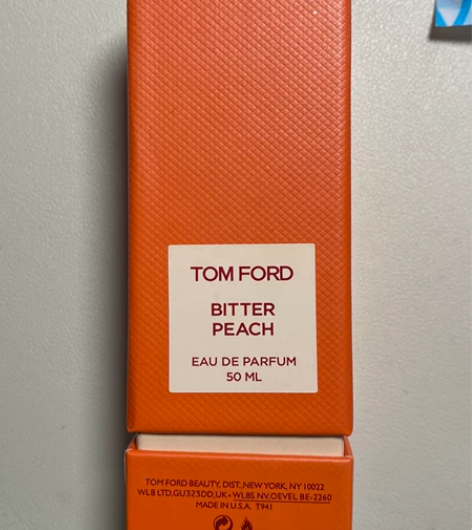 TOM FORD
BITTER
PEACH
EAU DE PARFUM
50 ML
TOM FORD BEAUTY, DIST., NEW YORK, NY 10022
WLB LTD,GU323DD,UK • WLBS NV,OEVEL BE-2260
MADE IN U.S.A. T941